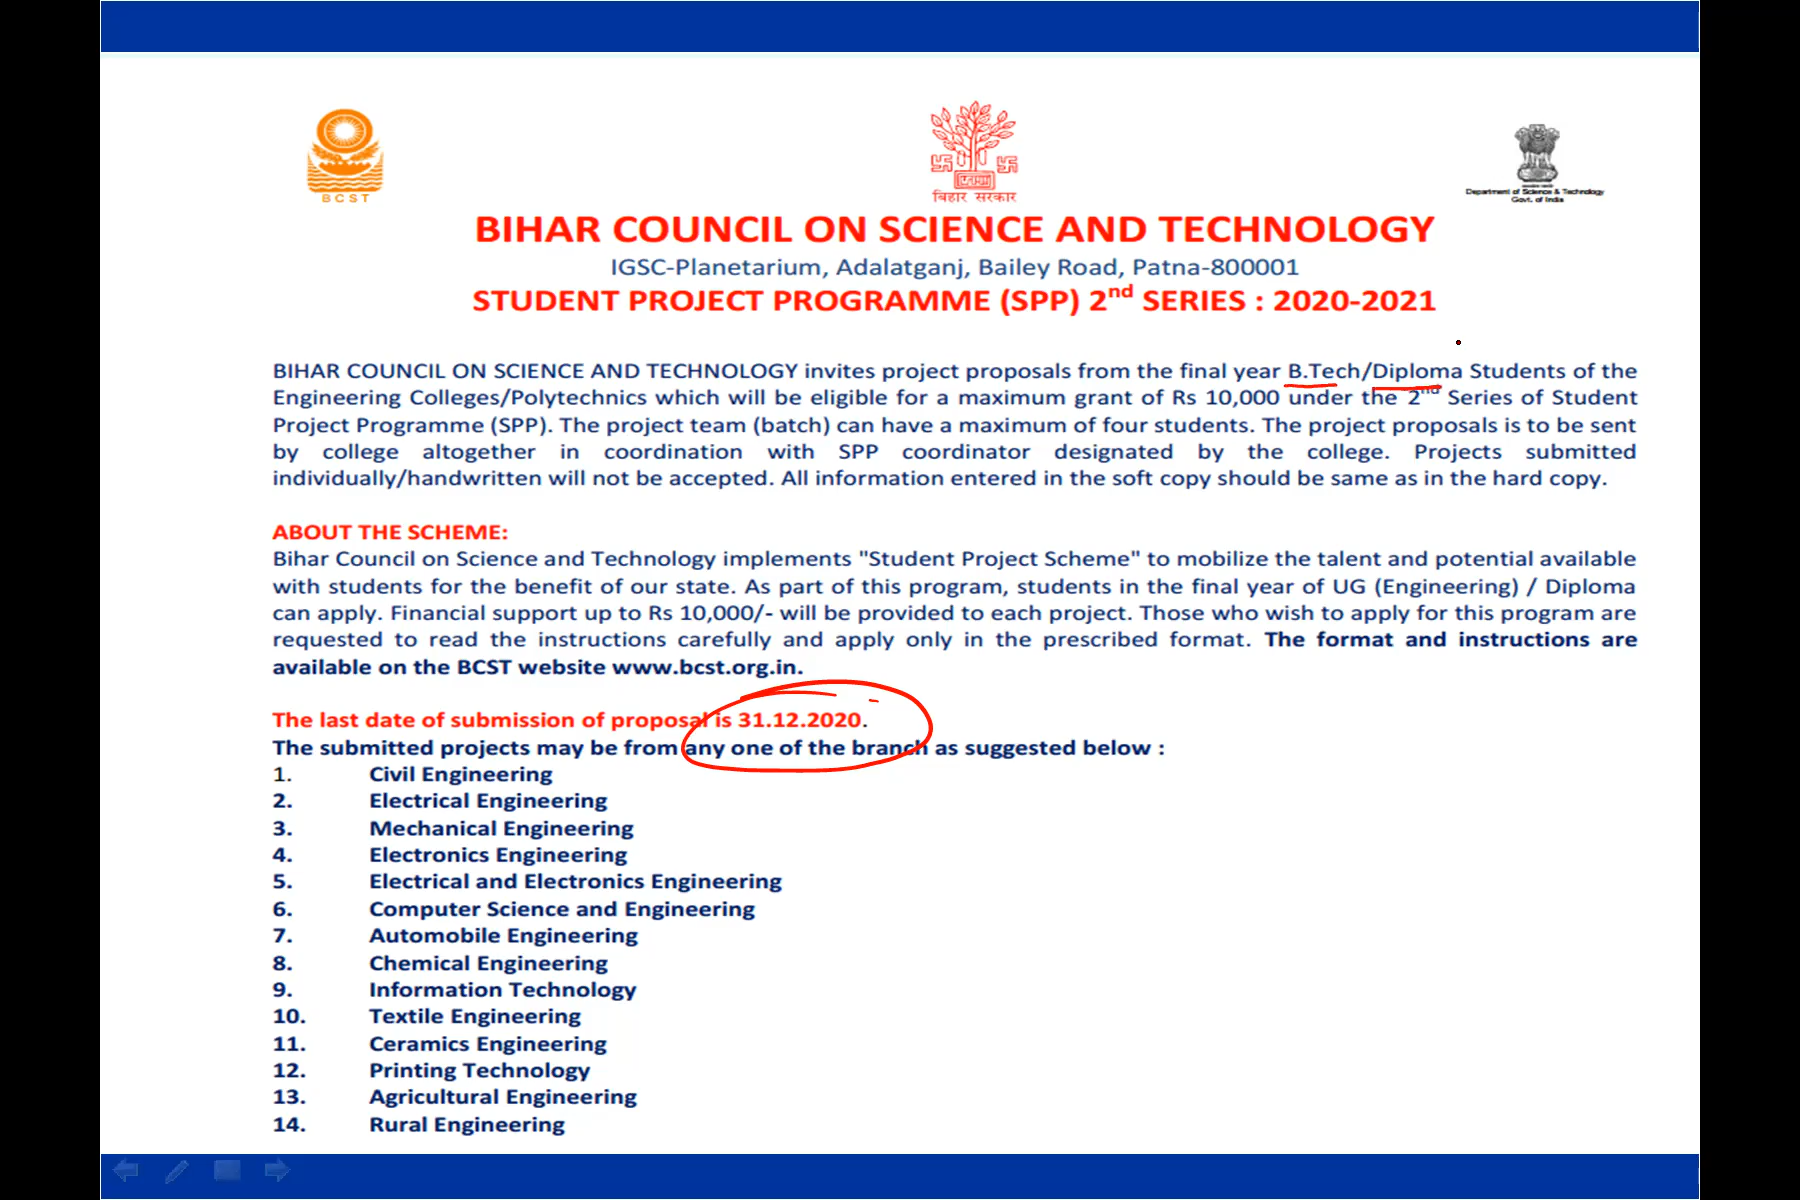 BCST
बिहार सरकार
Department of Science & Technology
Govt. of India
BIHAR COUNCIL ON SCIENCE AND TECHNOLOGY
IGSC-Planetarium, Adalatganj, Bailey Road, Patna-800001
STUDENT PROJECT PROGRAMME (SPP) 2nd SERIES : 2020-2021
BIHAR COUNCIL ON SCIENCE AND TECHNOLOGY invites project proposals from the final year B.Tech/Diploma Students of the
Engineering Colleges/Polytechnics which will be eligible for a maximum grant of Rs 10,000 under the 2nd Series of Student
Project Programme (SPP). The project team (batch) can have a maximum of four students. The project proposals is to be sent
by college altogether in coordination with SPP coordinator designated by the college. Projects submitted
individually/handwritten will not be accepted. All information entered in the soft copy should be same as in the hard copy.
ABOUT THE SCHEME:
Bihar Council on Science and Technology implements "Student Project Scheme" to mobilize the talent and potential available
with students for the benefit of our state. As part of this program, students in the final year of UG (Engineering) / Diploma
can apply. Financial support up to Rs 10,000/- will be provided to each project. Those who wish to apply for this program are
requested to read the instructions carefully and apply only in the prescribed format. The format and instructions are
available on the BCST website www.bcst.org.in.
The last date of submission of proposal is 31.12.2020.
The submitted projects may be from any one of the branch as suggested below :
1. Civil Engineering
2. Electrical Engineering
3. Mechanical Engineering
4. Electronics Engineering
5. Electrical and Electronics Engineering
6. Computer Science and Engineering
7. Automobile Engineering
8. Chemical Engineering
9. Information Technology
10. Textile Engineering
11. Ceramics Engineering
12. Printing Technology
13. Agricultural Engineering
14. Rural Engineering